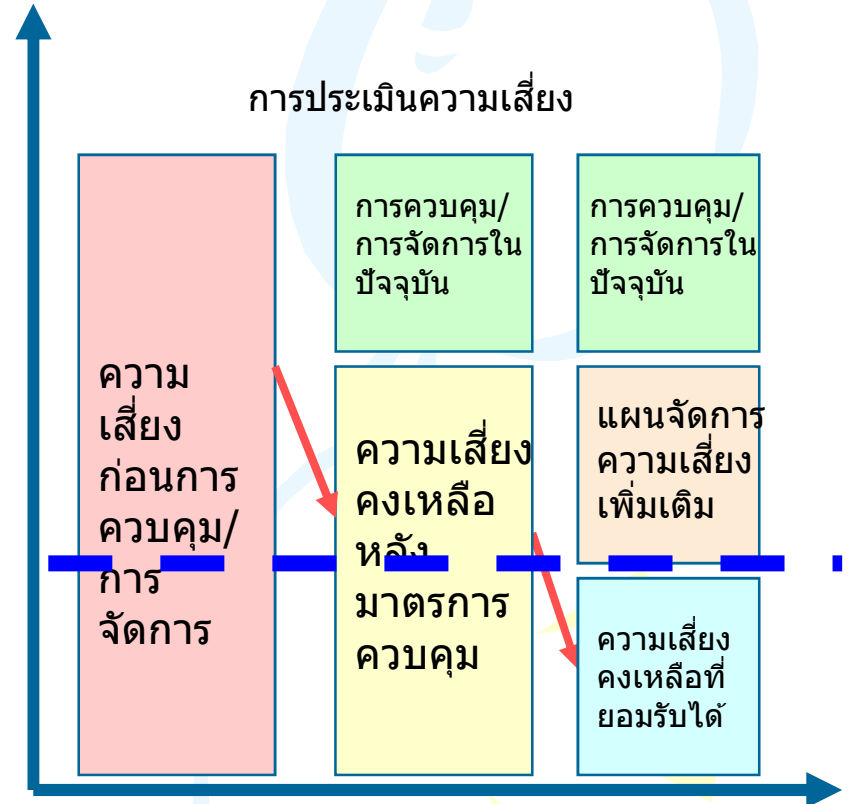 การประเมินความเสี่ยง
ความ
เสี่ยง
ก่อนการ
ควบคุม/
การ
จัดการ
การควบคุม/
การจัดการใน
ปัจจุบัน
ความเสี่ยง
คงเหลือ
หลัง
มาตรการ
ควบคุม
การควบคุม/
การจัดการใน
ปัจจุบัน
แผนจัดการ
ความเสี่ยง
เพิ่มเติม
ความเสี่ยง
คงเหลือที่
ยอมรับได้